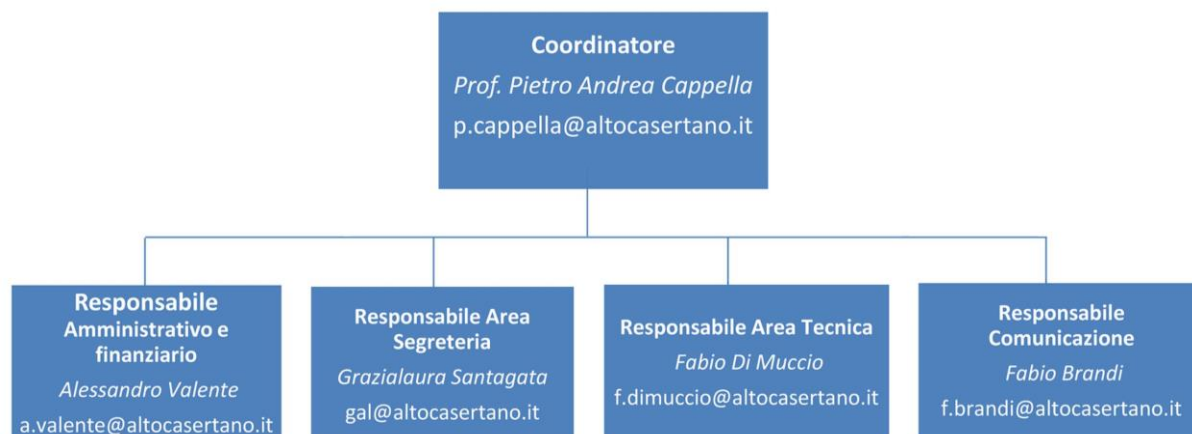 Coordinatore
Prof. Pietro Andrea Cappella
p.cappella@altocasertano.it
Responsabile
Amministrativo e
finanziario
Alessandro Valente
a.valente@altocasertano.it
Responsabile Area
Segreteria
Grazialaura Santagata
gal@altocasertano.it
Responsabile Area Tecnica
Fabio Di Muccio
f.dimuccio@altocasertano.it
Responsabile
Comunicazione
Fabio Brandi
f.brandi@altocasertano.it